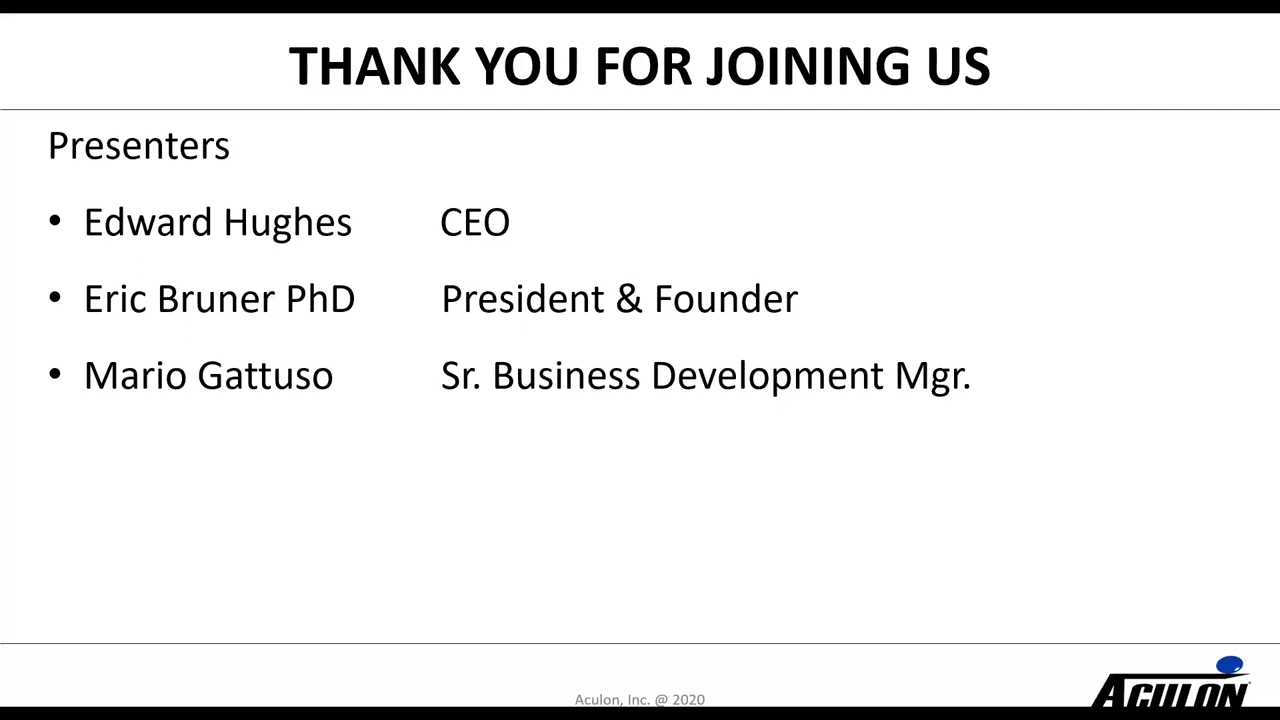 THANK YOU FOR JOINING US
Presenters
• Edward Hughes CEO
• Eric Bruner PhD President & Founder
• Mario Gattuso Sr. Business Development Mgr.
Aculon, Inc. @ 2020
ACULON